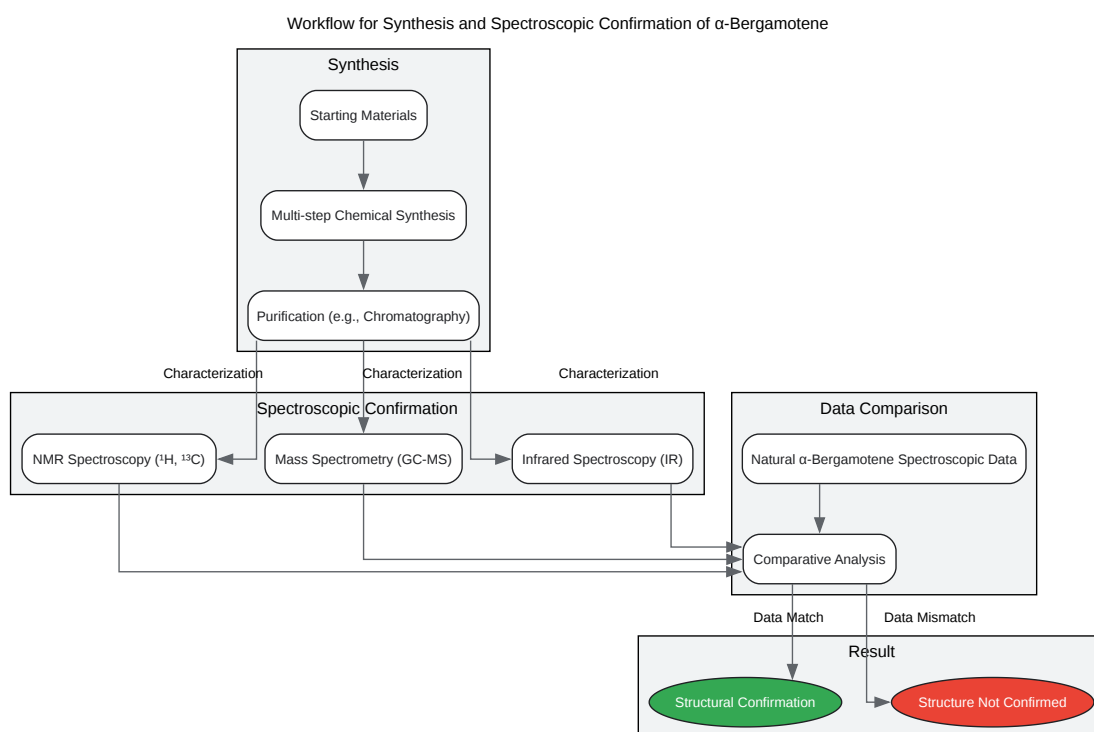 Workflow for Synthesis and Spectroscopic Confirmation of α-Bergamotene
Synthesis
Starting Materials
Multi-step Chemical Synthesis
Purification (e.g., Chromatography)
Characterization
Characterization
Characterization
Spectroscopic Confirmation
NMR Spectroscopy (¹H, ¹³C)
Mass Spectrometry (GC-MS)
Infrared Spectroscopy (IR)
Data Comparison
Natural α-Bergamotene Spectroscopic Data
Comparative Analysis
Data Match
Data Mismatch
Result
Structural Confirmation
Structure Not Confirmed